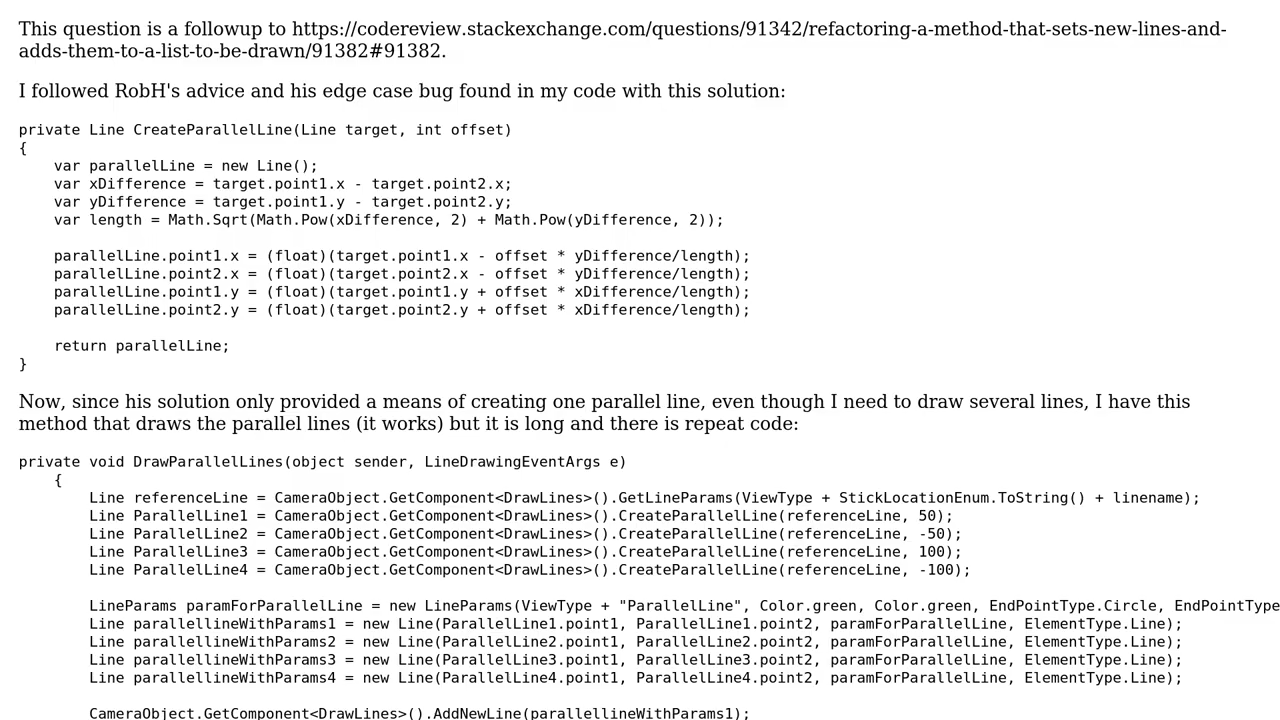 This question is a followup to https://codereview.stackexchange.com/questions/91342/refactoring-a-method-that-sets-new-lines-and-
adds-them-to-a-list-to-be-drawn/91382#91382.
I followed RobH's advice and his edge case bug found in my code with this solution:
private Line CreateParallelLine(Line target, int offset)
{
    var parallelLine = new Line();
    var xDifference = target.point1.x - target.point2.x;
    var yDifference = target.point1.y - target.point2.y;
    var length = Math.Sqrt(Math.Pow(xDifference, 2) + Math.Pow(yDifference, 2));
    parallelLine.point1.x = (float)(target.point1.x - offset * yDifference/length);
    parallelLine.point2.x = (float)(target.point2.x - offset * yDifference/length);
    parallelLine.point1.y = (float)(target.point1.y + offset * xDifference/length);
    parallelLine.point2.y = (float)(target.point2.y + offset * xDifference/length);
    return parallelLine;
}
Now, since his solution only provided a means of creating one parallel line, even though I need to draw several lines, I have this
method that draws the parallel lines (it works) but it is long and there is repeat code:
private void DrawParallelLines(object sender, LineDrawingEventArgs e)
    {
        Line referenceLine = CameraObject.GetComponent<DrawLines>().GetLineParams(ViewType + StickLocationEnum.ToString() + linename);
        Line ParallelLine1 = CameraObject.GetComponent<DrawLines>().CreateParallelLine(referenceLine, 50);
        Line ParallelLine2 = CameraObject.GetComponent<DrawLines>().CreateParallelLine(referenceLine, -50);
        Line ParallelLine3 = CameraObject.GetComponent<DrawLines>().CreateParallelLine(referenceLine, 100);
        Line ParallelLine4 = CameraObject.GetComponent<DrawLines>().CreateParallelLine(referenceLine, -100);
        LineParams paramForParallelLine = new LineParams(ViewType + "ParallelLine", Color.green, Color.green, EndPointType.Circle, EndPointType
        Line parallellineWithParams1 = new Line(ParallelLine1.point1, ParallelLine1.point2, paramForParallelLine, ElementType.Line);
        Line parallellineWithParams2 = new Line(ParallelLine2.point1, ParallelLine2.point2, paramForParallelLine, ElementType.Line);
        Line parallellineWithParams3 = new Line(ParallelLine3.point1, ParallelLine3.point2, paramForParallelLine, ElementType.Line);
        Line parallellineWithParams4 = new Line(ParallelLine4.point1, ParallelLine4.point2, paramForParallelLine, ElementType.Line);
        CameraObject.GetComponent<DrawLines>().AddNewLine(parallellineWithParams1);